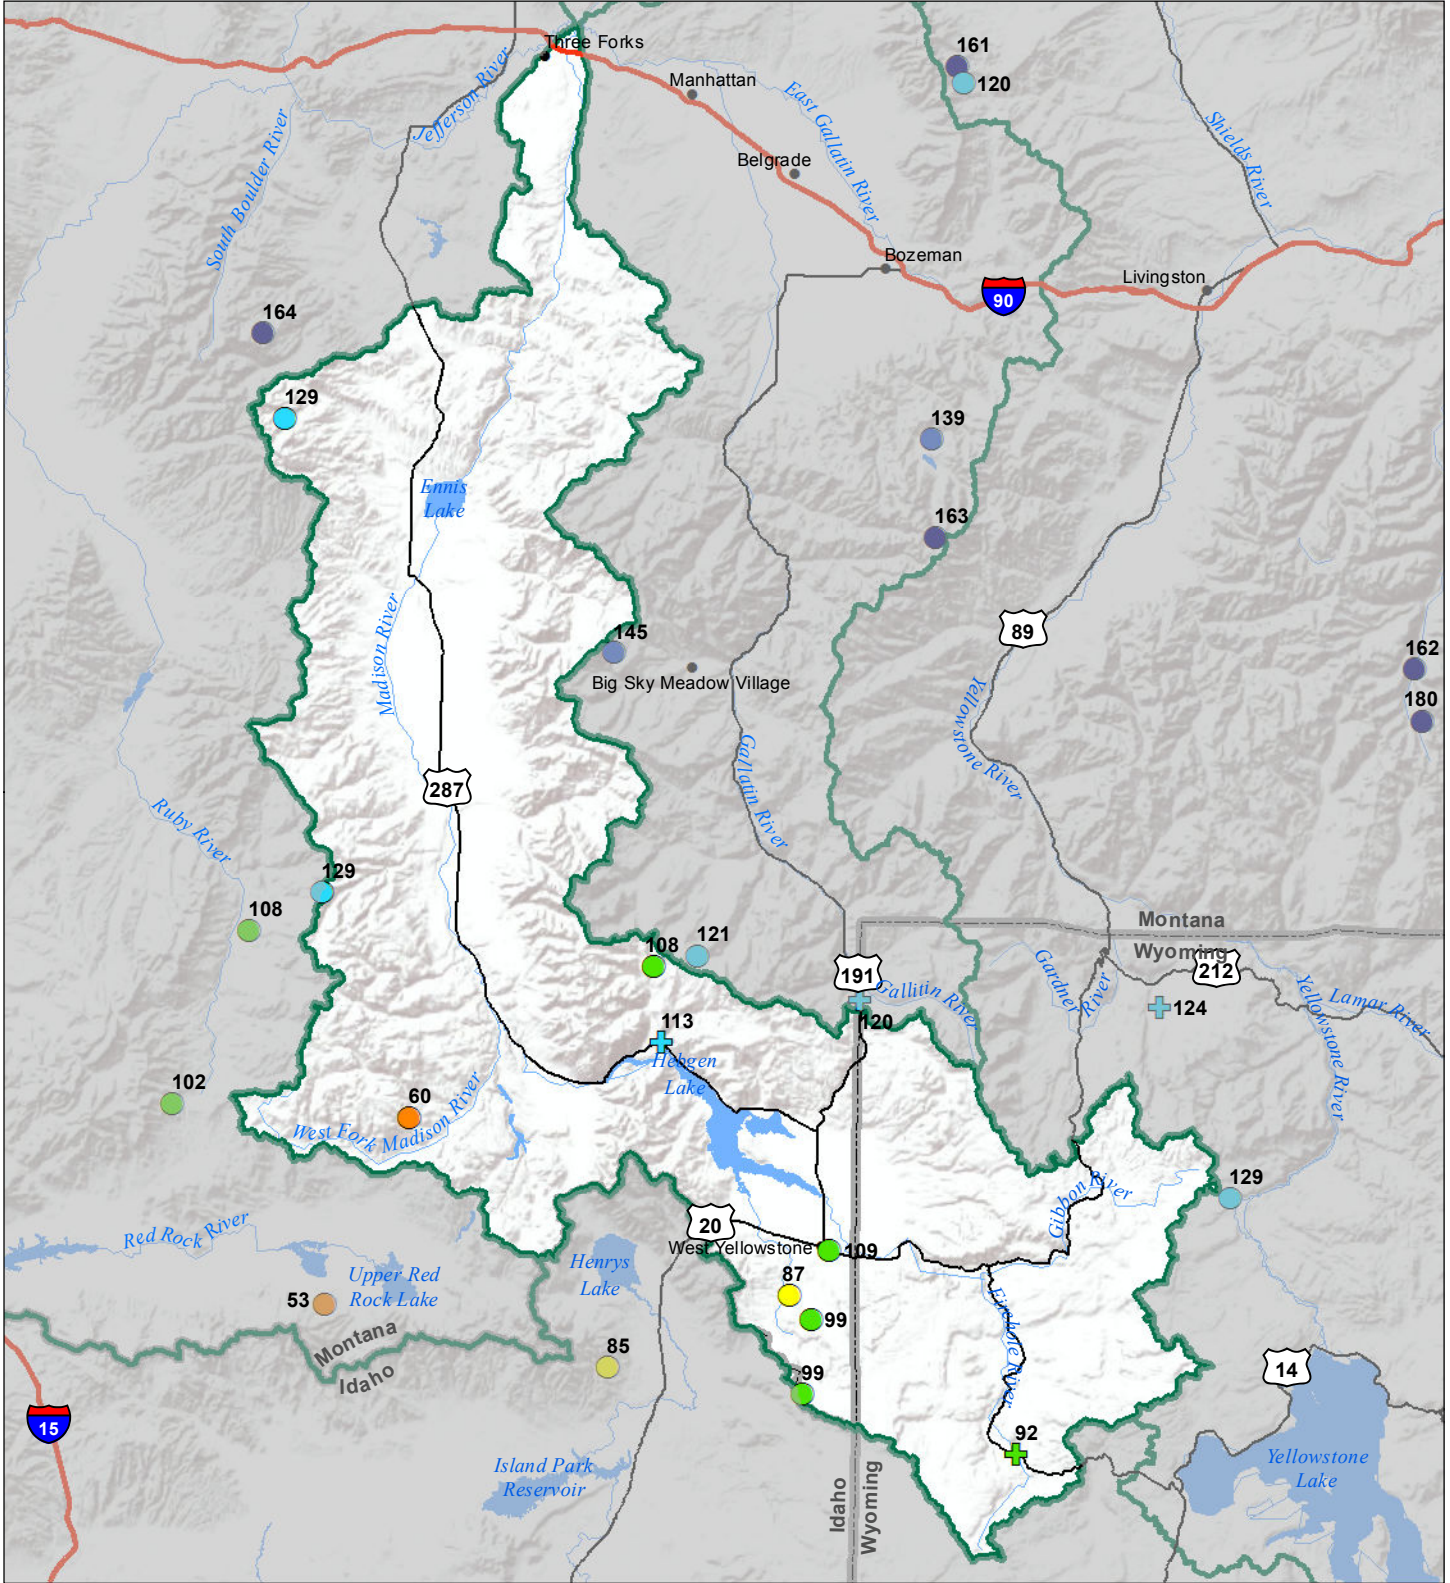 Three Forks
161
120
Manhattan
Jefferson River
East Gallatin River
Shields River
South Boulder River
Belgrade
Bozeman
Livingston
90
164
129
139
Ennis
Lake
163
Madison River
145
89
Big Sky Meadow Village
162
180
Yellowstone River
Gallatin River
287
Ruby River
129
108
108
121
Montana
Wyoming
191
212
Gallitin River
Gardner
River
Yellowstone River
Lamar River
120
124
113
Hebgen
Lake
102
60
West Fork Madison River
Gibbon River
129
Red Rock River
20
West Yellowstone
109
Henrys
Lake
Upper Red
Rock Lake
87
53
99
Firehole River
Montana
Idaho
85
99
14
15
92
Island Park
Reservoir
Idaho
Wyoming
Yellowstone
Lake